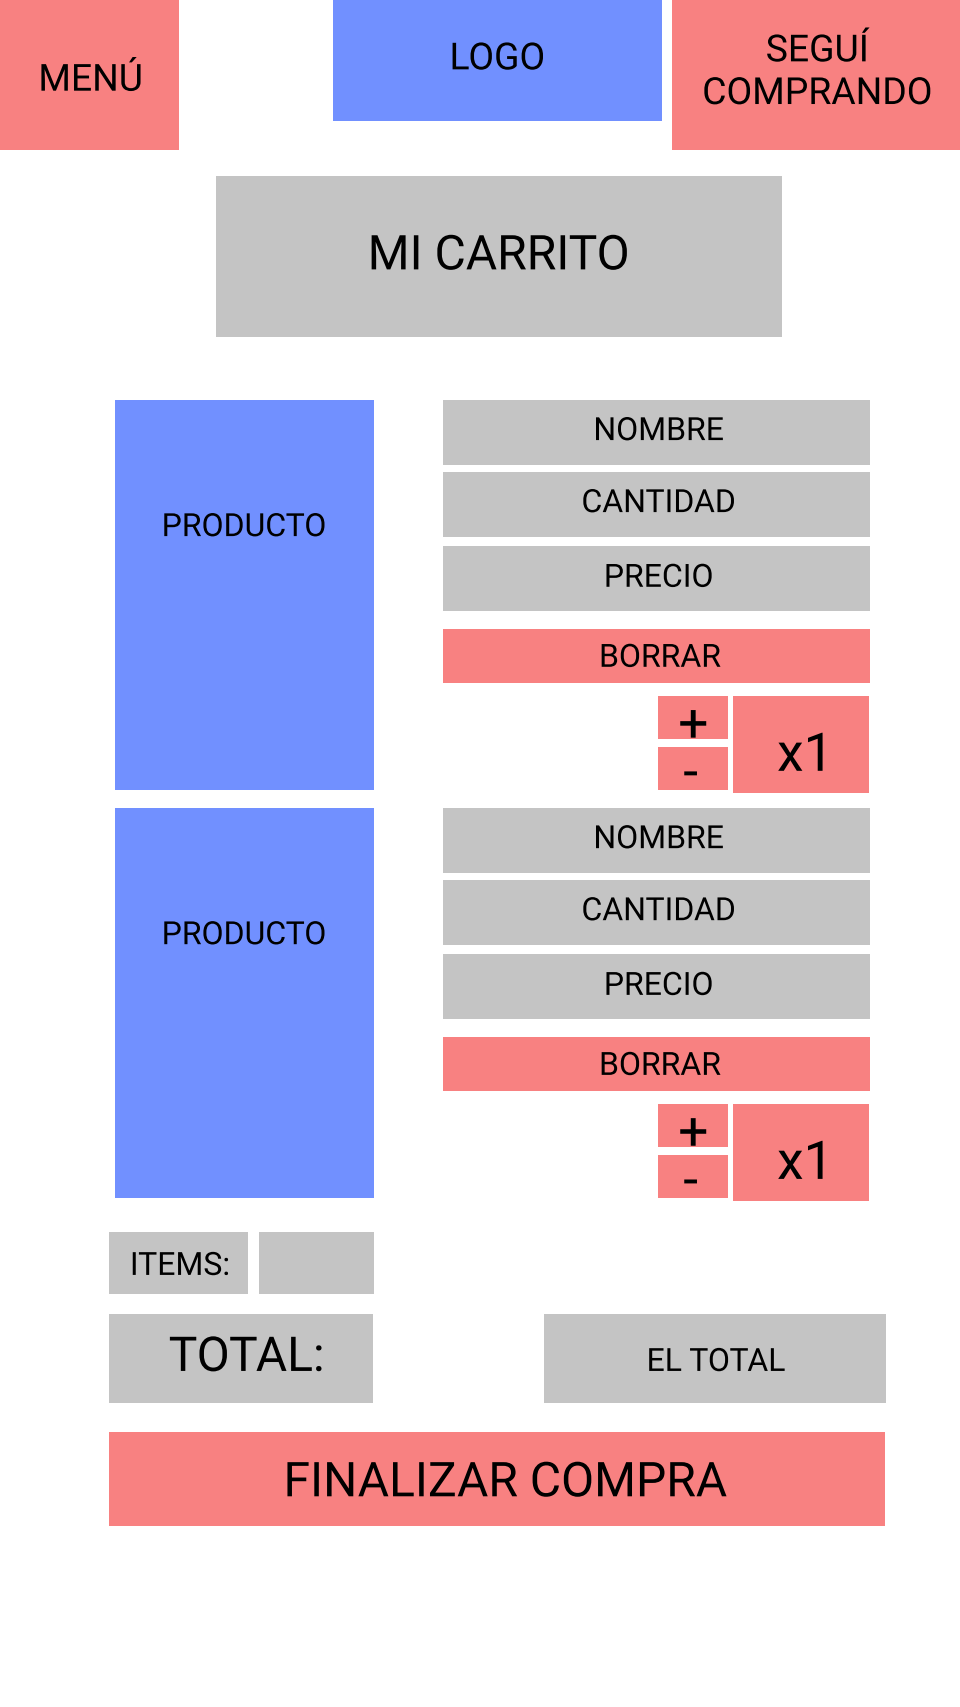 MENÚ
LOGO
SEGUÍ
COMPRANDO
MI CARRITO
PRODUCTO
NOMBRE
CANTIDAD
PRECIO
BORRAR
+
-
x1
PRODUCTO
NOMBRE
CANTIDAD
PRECIO
BORRAR
+
-
x1
ITEMS:
TOTAL:
EL TOTAL
FINALIZAR COMPRA